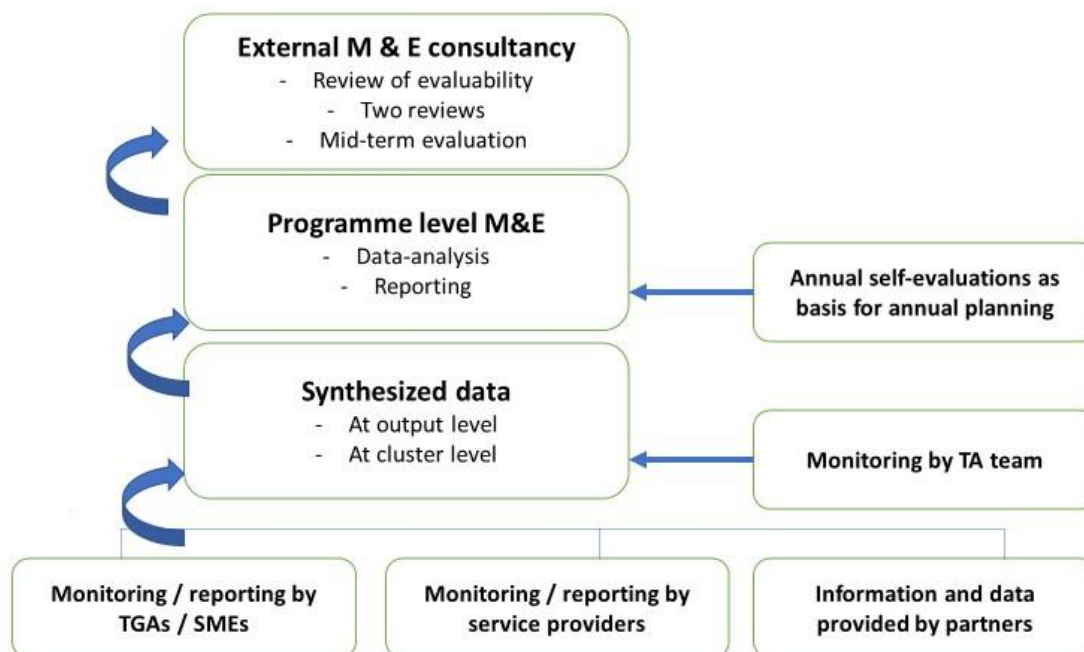 External M & E consultancy
- Review of evaluability
- Two reviews
- Mid-term evaluation
Programme level M&E
- Data-analysis
- Reporting
Annual self-evaluations as
basis for annual planning
Synthesized data
- At output level
- At cluster level
Monitoring by TA team
Monitoring / reporting by
TGAs / SMEs
Monitoring / reporting by
service providers
Information and data
provided by partners